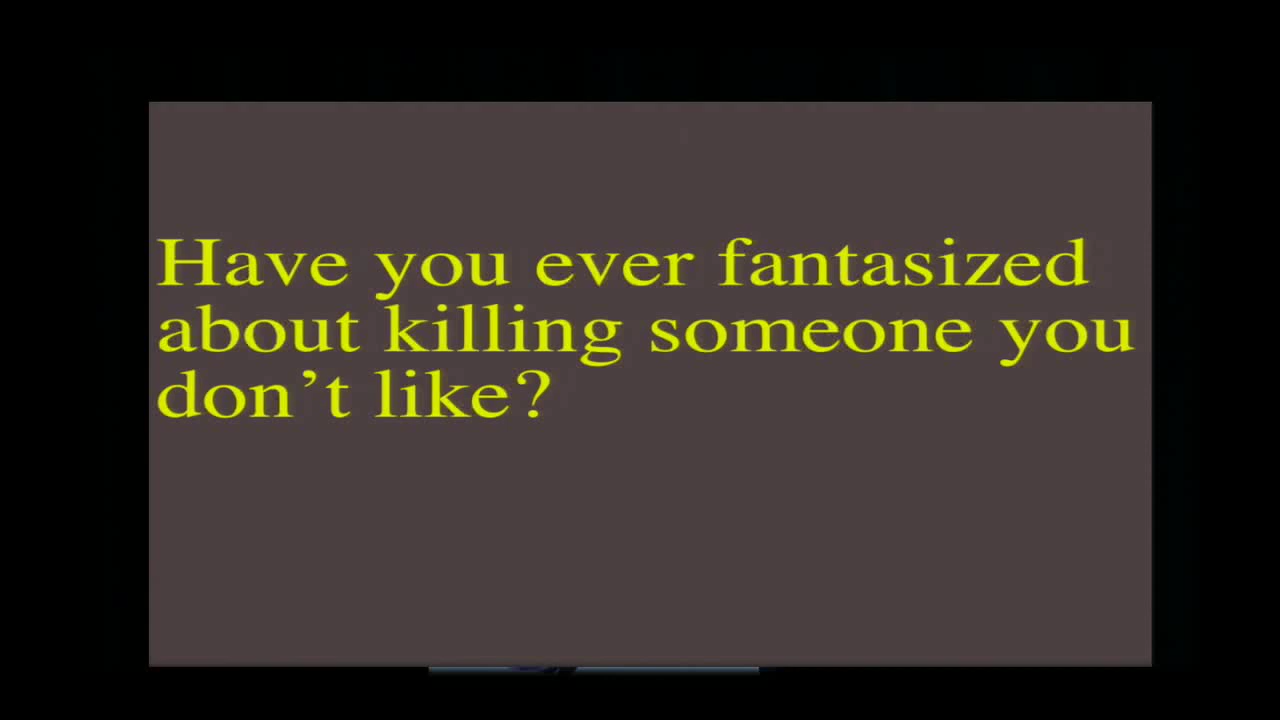 Have you ever fantasized
about killing someone you
don’t like?